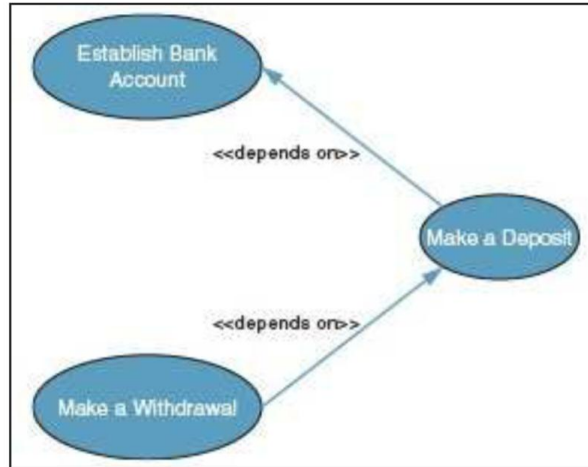 Establish Bank
Account
<<depends on>>
Make a Deposit
<<depends on>>
Make a Withdrawal